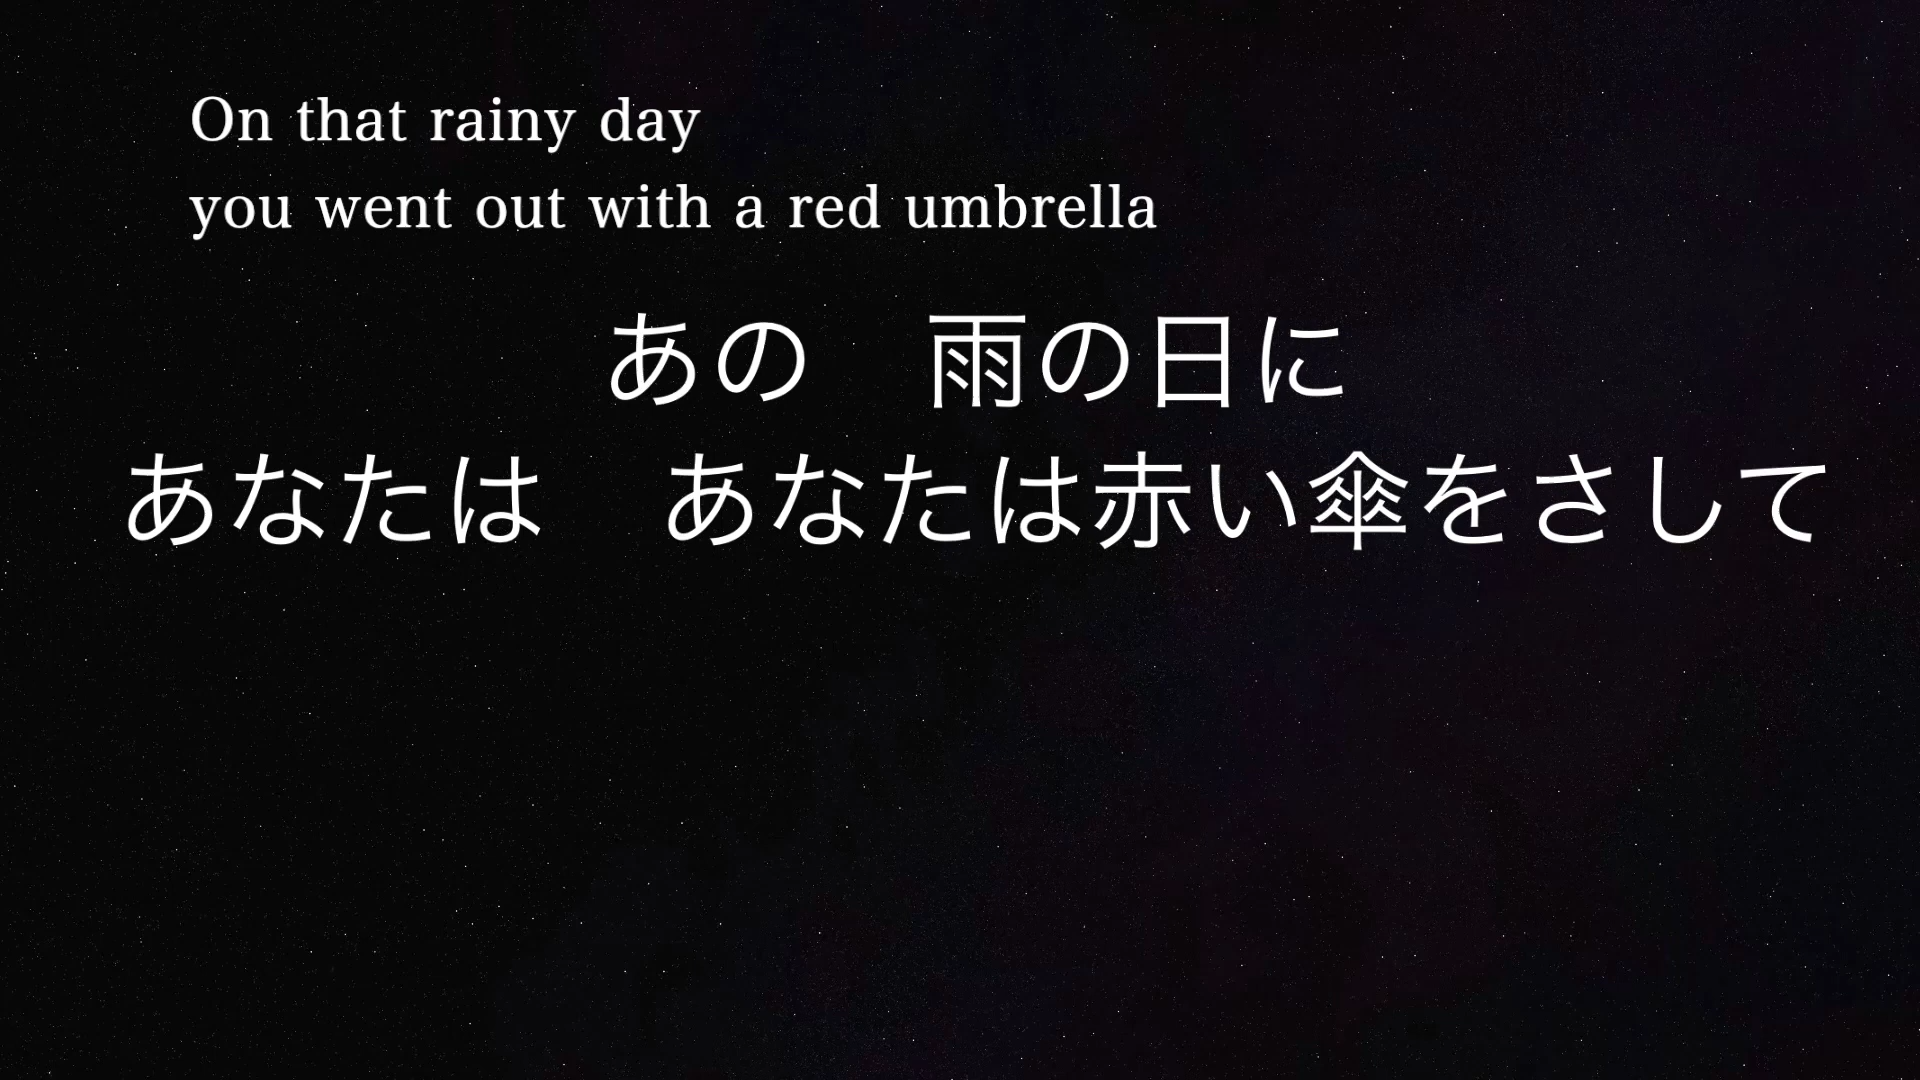 On that rainy day
you went out with a red umbrella
あの　雨の日に
あなたは　あなたは赤い傘をさして